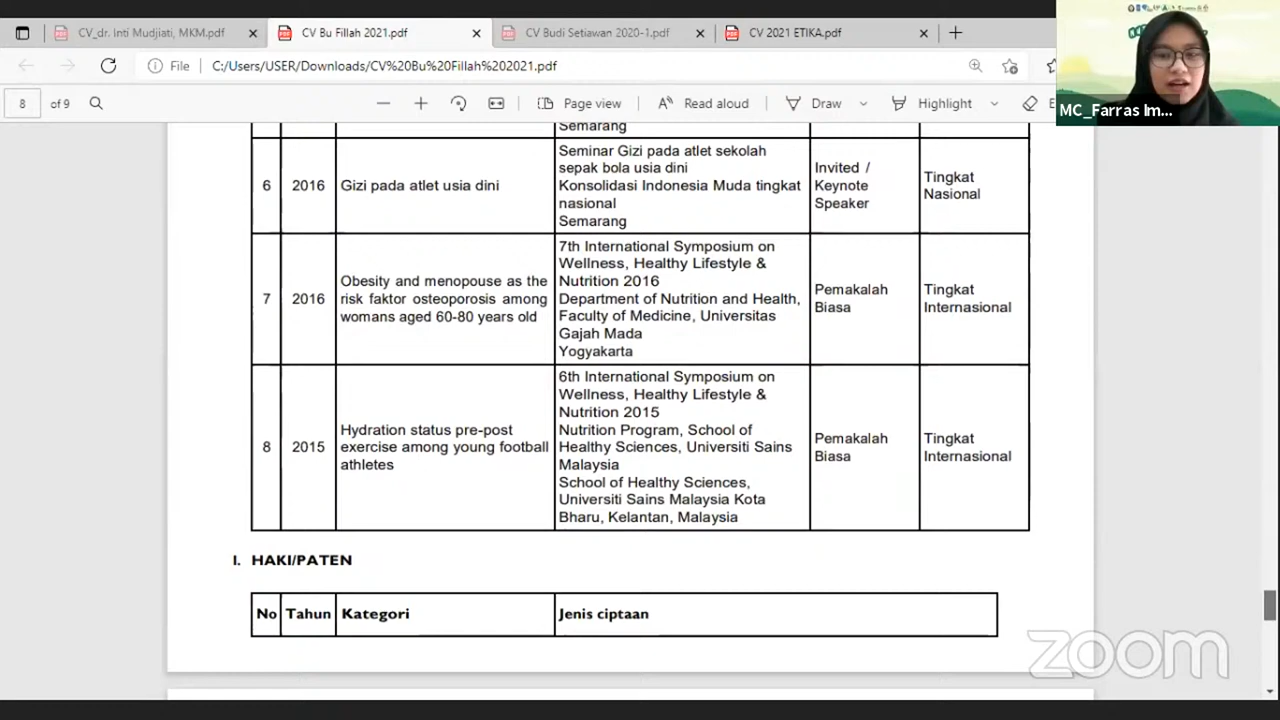 CV_dr. Inti Mudjiati, MKM.pdf
CV Bu Fillah 2021.pdf
CV Budi Setiawan 2020-1.pdf
CV 2021 ETIKA.pdf
File
C:/Users/USER/Downloads/CV%20Bu%20Fillah%202021.pdf
8 of 9
Page view
Read aloud
Draw
Highlight
MC_Farras Im...
Semarang
6
2016
Gizi pada atlet usia dini
Seminar Gizi pada atlet sekolah
sepak bola usia dini
Konsolidasi Indonesia Muda tingkat
nasional
Semarang
Invited /
Keynote
Speaker
Tingkat
Nasional
7
2016
Obesity and menopouse as the
risk faktor osteoporosis among
womans aged 60-80 years old
7th International Symposium on
Wellness, Healthy Lifestyle &
Nutrition 2016
Department of Nutrition and Health,
Faculty of Medicine, Universitas
Gajah Mada
Yogyakarta
Pemakalah
Biasa
Tingkat
Internasional
8
2015
Hydration status pre-post
exercise among young football
athletes
6th International Symposium on
Wellness, Healthy Lifestyle &
Nutrition 2015
Nutrition Program, School of
Healthy Sciences, Universiti Sains
Malaysia
School of Healthy Sciences,
Universiti Sains Malaysia Kota
Bharu, Kelantan, Malaysia
Pemakalah
Biasa
Tingkat
Internasional
I. HAKI/PATEN
No
Tahun
Kategori
Jenis ciptaan
zoom